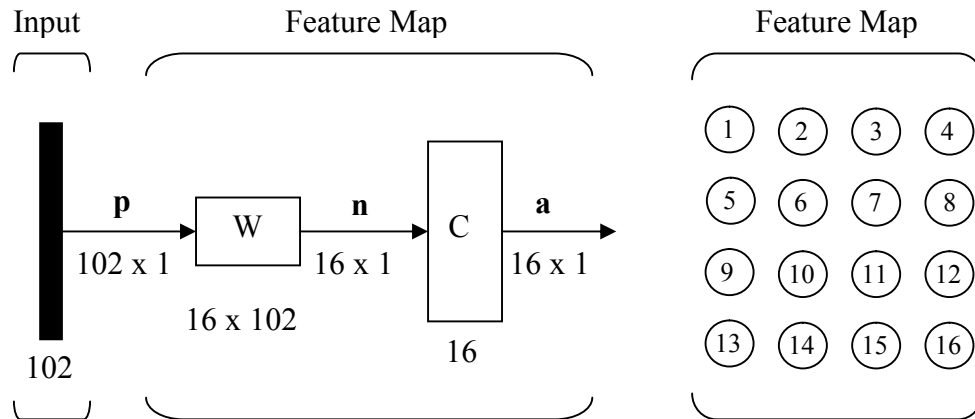 Input
Feature Map
Feature Map
p
W
n
C
a
102 x 1
16 x 1
16 x 1
16 x 102
102
16
1 2 3 4
5 6 7 8
9 10 11 12
13 14 15 16